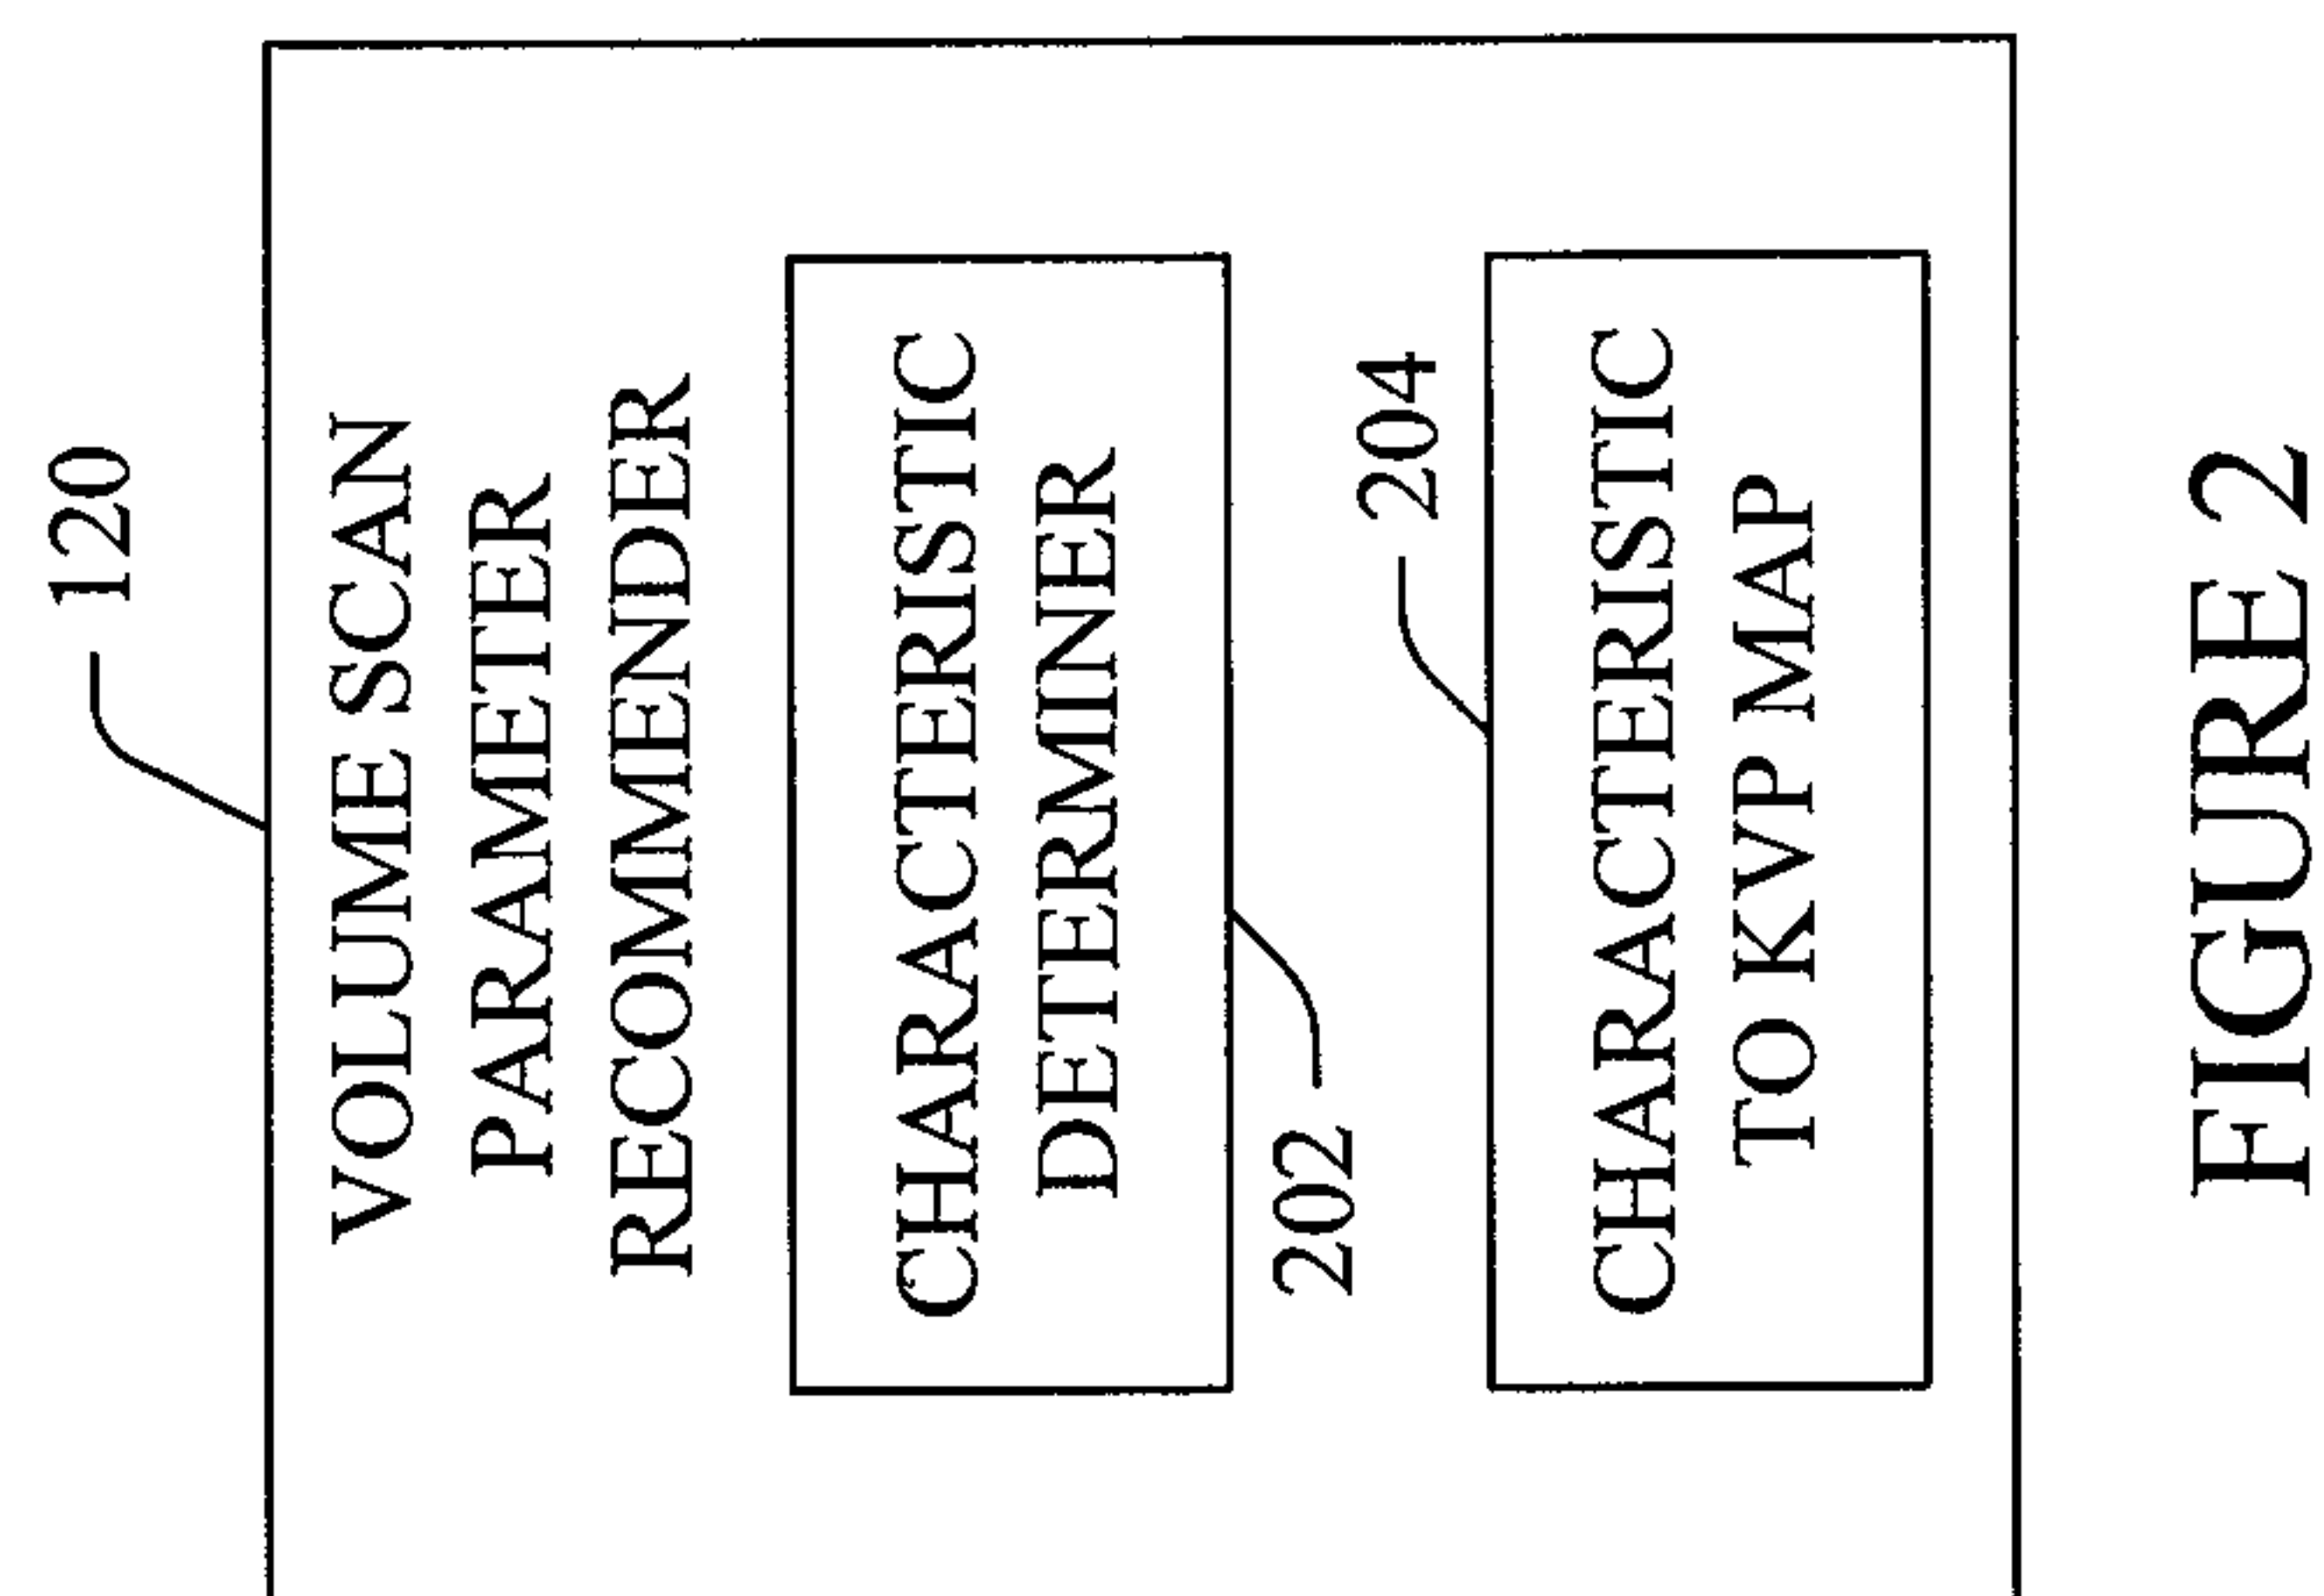 120
VOLUME SCAN
PARAMETER
RECOMMENDER
CHARACTERISTIC
DETERMINER
202
204
CHARACTERISTIC
TO KVP MAP
FIGURE 2